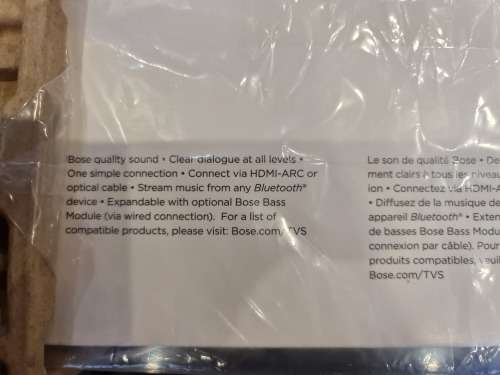 Bose quality sound • Clear dialogue at all levels •
One simple connection • Connect via HDMI-ARC or
optical cable • Stream music from any Bluetooth®
device • Expandable with optional Bose Bass
Module (via wired connection). For a list of
compatible products, please visit: Bose.com/TVS
Le son de qualité Bose • De
ment clairs à tous les niveau
ion • Connectez via HDMI-A
• Diffusez de la musique de
appareil Bluetooth® • Exten
de basses Bose Bass Modu
connexion par câble). Pour
produits compatibles, veuil
Bose.com/TVS